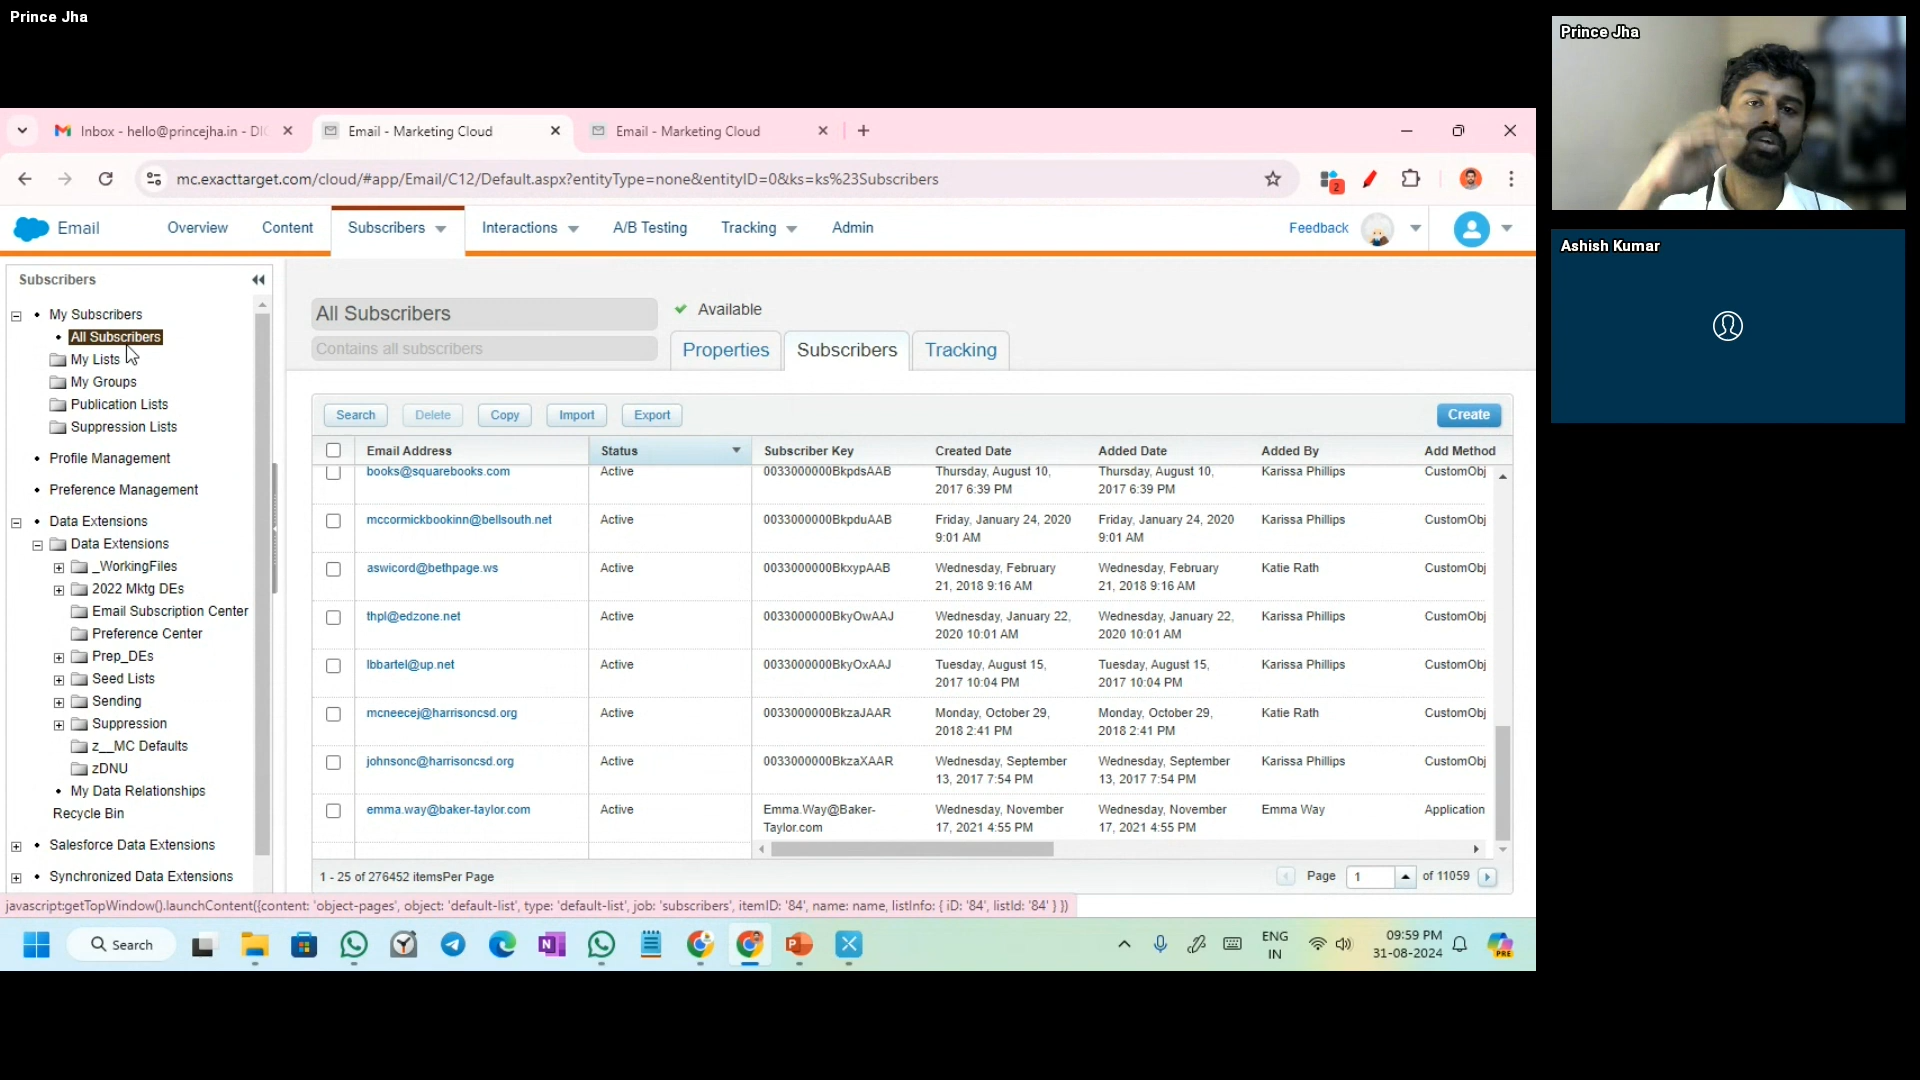 Prince Jha
Prince Jha
Ashish Kumar
Inbox - hello@princejha.in - DI
Email - Marketing Cloud
Email - Marketing Cloud
mc.exacttarget.com/cloud/#app/Email/C12/Default.aspx?entityType=none&entityID=0&ks=ks%23Subscribers
2
Email
Overview
Content
Subscribers
Interactions
A/B Testing
Tracking
Admin
Feedback
Subscribers
My Subscribers
All Subscribers
My Lists
My Groups
Publication Lists
Suppression Lists
Profile Management
Preference Management
Data Extensions
Data Extensions
_WorkingFiles
2022 Mktg DEs
Email Subscription Center
Preference Center
Prep_DEs
Seed Lists
Sending
Suppression
z__MC Defaults
zDNU
My Data Relationships
Recycle Bin
Salesforce Data Extensions
Synchronized Data Extensions
All Subscribers
Available
Contains all subscribers
Properties
Subscribers
Tracking
Search
Delete
Copy
Import
Export
Create
Email Address
Status
Subscriber Key
Created Date
Added Date
Added By
Add Method
books@squarebooks.com Active 0033000000BkpdsAAB Thursday, August 10, Thursday, August 10, Karissa Phillips CustomObj
2017 6:39 PM 2017 6:39 PM
mccormickbookinn@bellsouth.net Active 0033000000BkpduAAB Friday, January 24, 2020 Friday, January 24, 2020 Karissa Phillips CustomObj
9:01 AM 9:01 AM
aswicord@bethpage.ws Active 0033000000BkxypAAB Wednesday, February Wednesday, February Katie Rath CustomObj
21, 2018 9:16 AM 21, 2018 9:16 AM
thpl@edzone.net Active 0033000000BkyOwAAJ Wednesday, January 22, Wednesday, January 22, Karissa Phillips CustomObj
2020 10:01 AM 2020 10:01 AM
lbbartel@up.net Active 0033000000BkyOxAAJ Tuesday, August 15, Tuesday, August 15, Karissa Phillips CustomObj
2017 10:04 PM 2017 10:04 PM
mcneecej@harrisoncsd.org Active 0033000000BkzaJAAR Monday, October 29, Monday, October 29, Katie Rath CustomObj
2018 2:41 PM 2018 2:41 PM
johnsonc@harrisoncsd.org Active 0033000000BkzaXAAR Wednesday, September Wednesday, September Karissa Phillips CustomObj
13, 2017 7:54 PM 13, 2017 7:54 PM
emma.way@baker-taylor.com Active Emma.Way@Baker- Wednesday, November Wednesday, November Emma Way Application
Taylor.com 17, 2021 4:55 PM 17, 2021 4:55 PM
1 - 25 of 276452 itemsPer Page
Page 1 of 11059
javascript:getTopWindow().launchContent({content: 'object-pages', object: 'default-list', type: 'default-list', job: 'subscribers', itemID: '84', name: name, listInfo: { iD: '84', listId: '84' } })
Search
ENG
IN
09:59 PM
31-08-2024
PRE